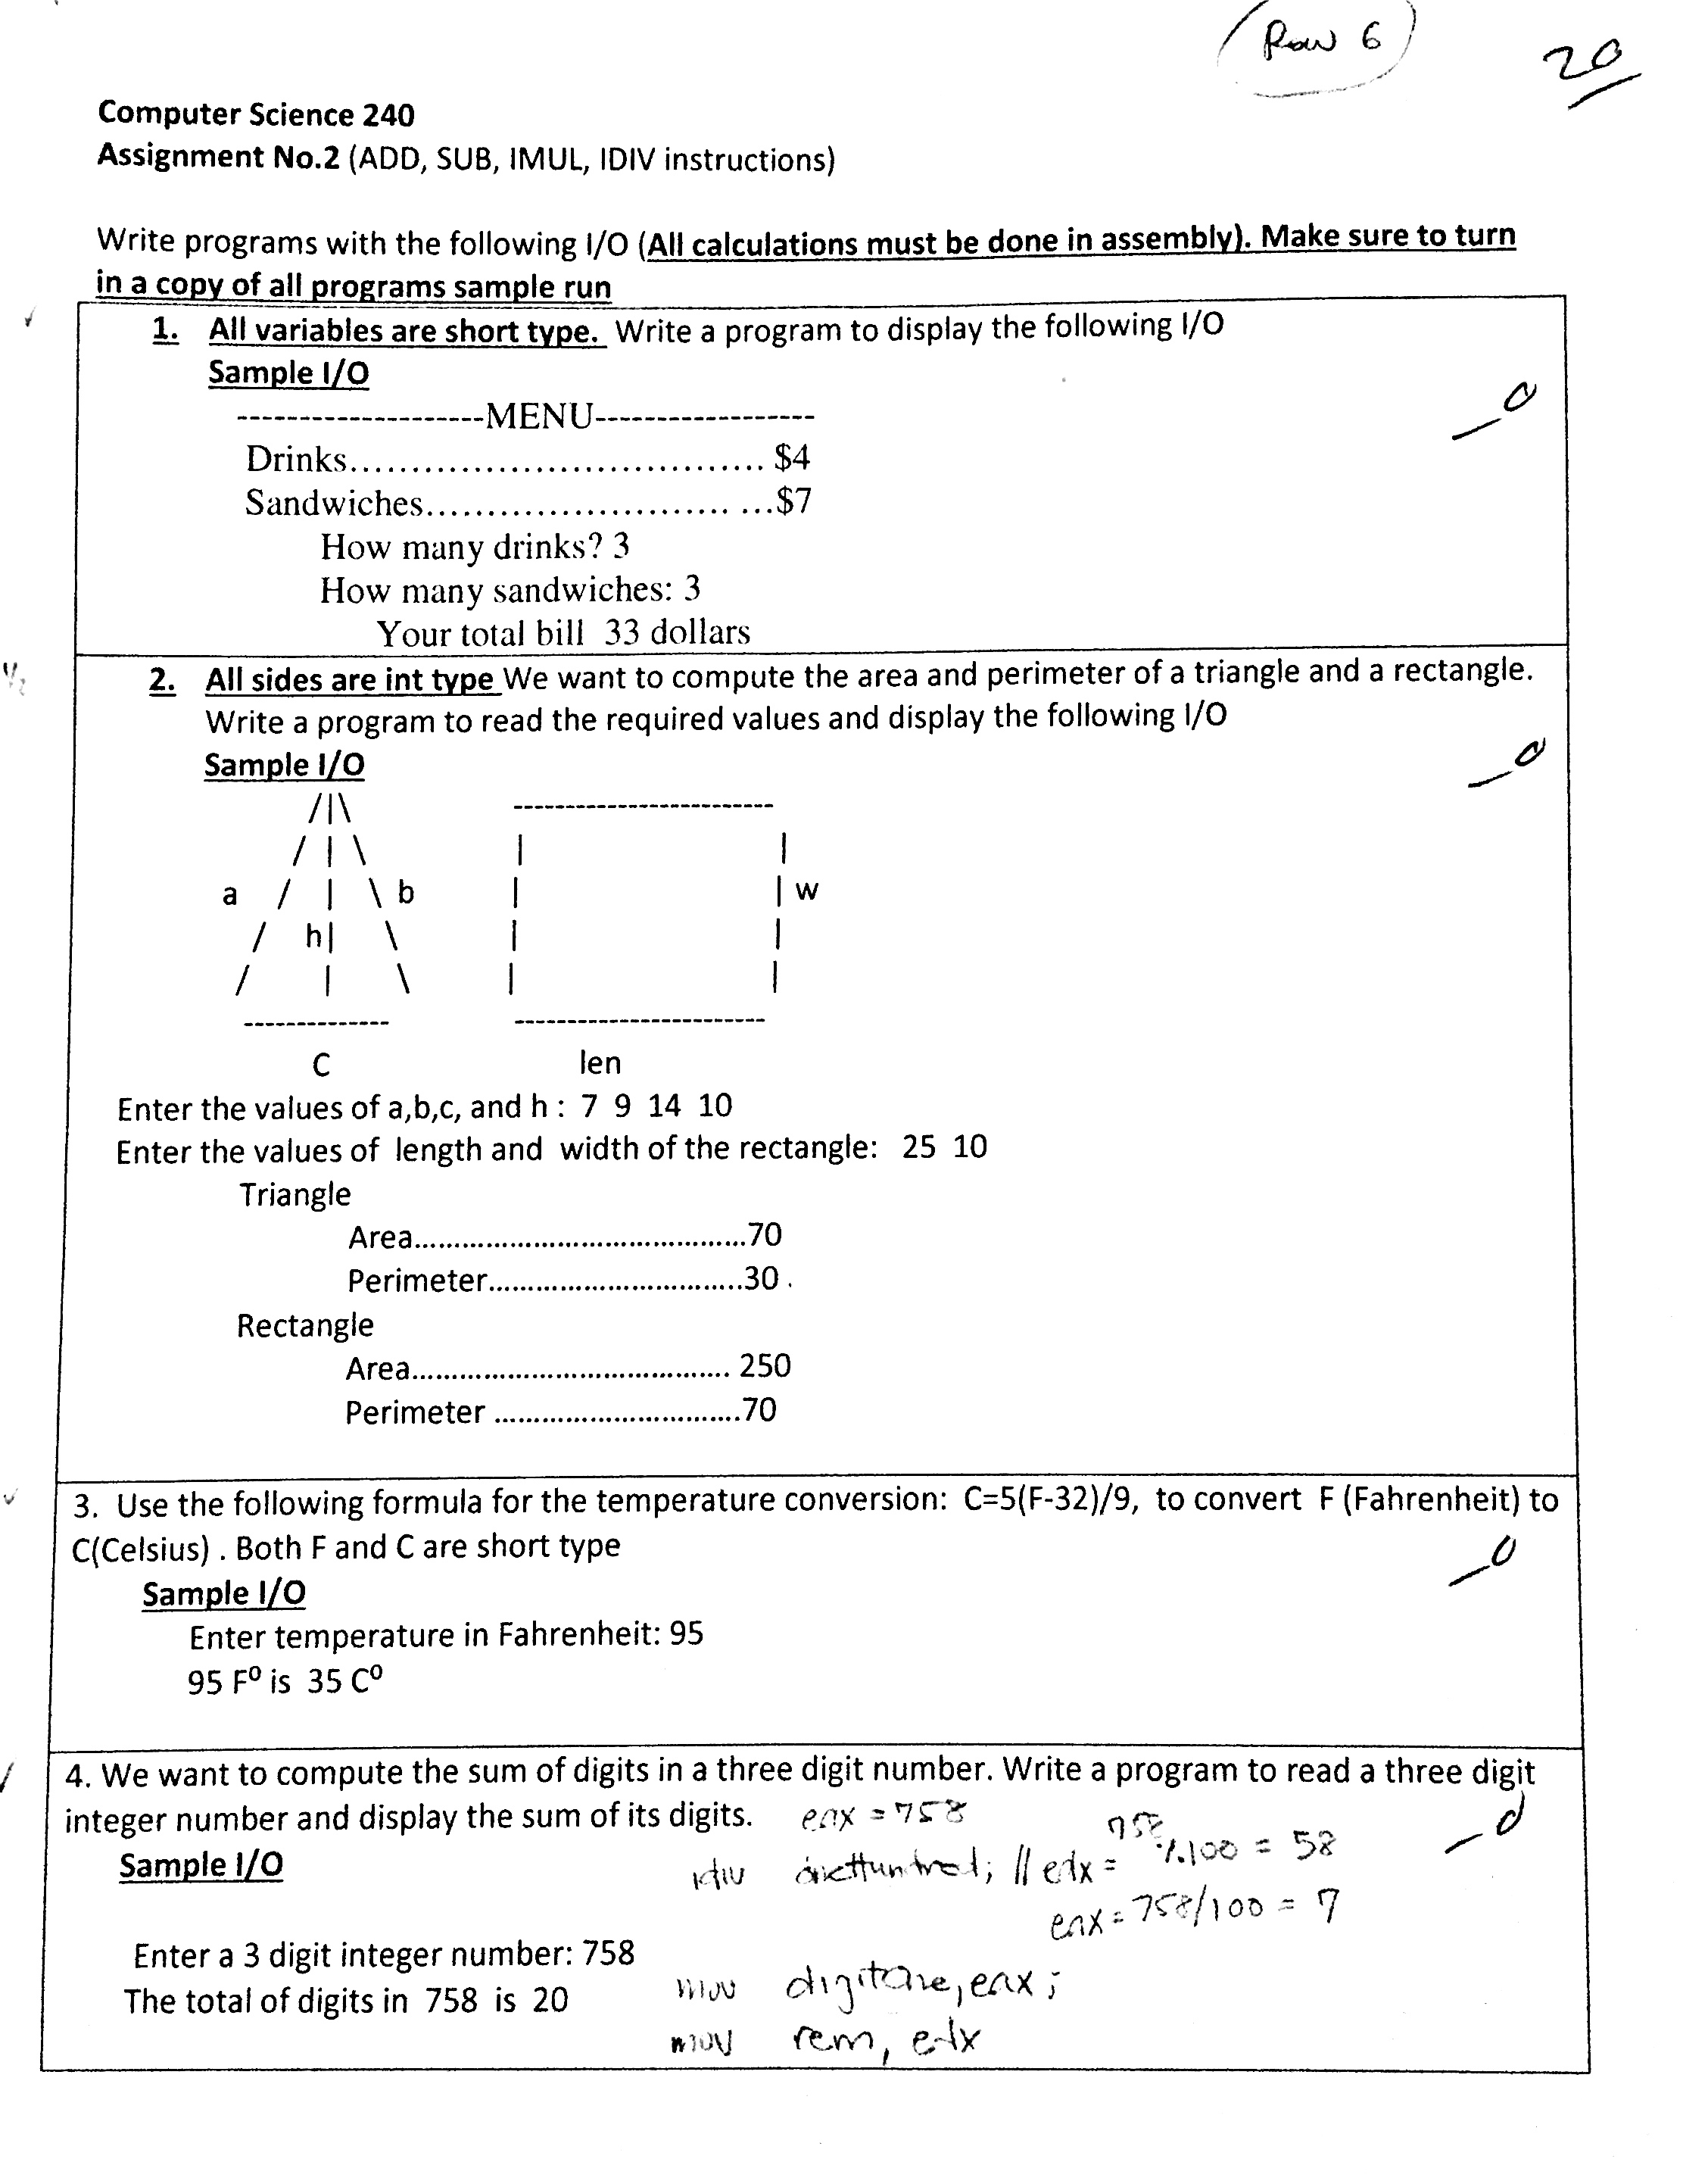 Row 6
20
Computer Science 240
Assignment No.2 (ADD, SUB, IMUL, IDIV instructions)
Write programs with the following I/O (All calculations must be done in assembly). Make sure to turn
in a copy of all programs sample run
1. All variables are short type. Write a program to display the following I/O
Sample I/O
--------------------MENU------------------
-0
Drinks.................................. $4
Sandwiches......................... ...$7
How many drinks? 3
How many sandwiches: 3
Your total bill 33 dollars
2. All sides are int type We want to compute the area and perimeter of a triangle and a rectangle.
Write a program to read the required values and display the following I/O
Sample I/O
-0
/|\ -------------------------
/ | \ | |
a / | \ b | | w
/ h| \ | |
/ | \ | |
-------------- ------------------------
C len
Enter the values of a,b,c, and h : 7 9 14 10
Enter the values of length and width of the rectangle: 25 10
Triangle
Area..........................................70
Perimeter................................30 .
Rectangle
Area........................................ 250
Perimeter ...............................70
3. Use the following formula for the temperature conversion: C=5(F-32)/9, to convert F (Fahrenheit) to
C(Celsius) . Both F and C are short type
-0
Sample I/O
Enter temperature in Fahrenheit: 95
95 F⁰ is 35 C⁰
4. We want to compute the sum of digits in a three digit number. Write a program to read a three digit
integer number and display the sum of its digits. eax = 758
-0
Sample I/O
idiv oneHundred; // edx = 758 %100 = 58
eax = 758/100 = 7
Enter a 3 digit integer number: 758
The total of digits in 758 is 20
mov digitOne, eax ;
mov rem, edx